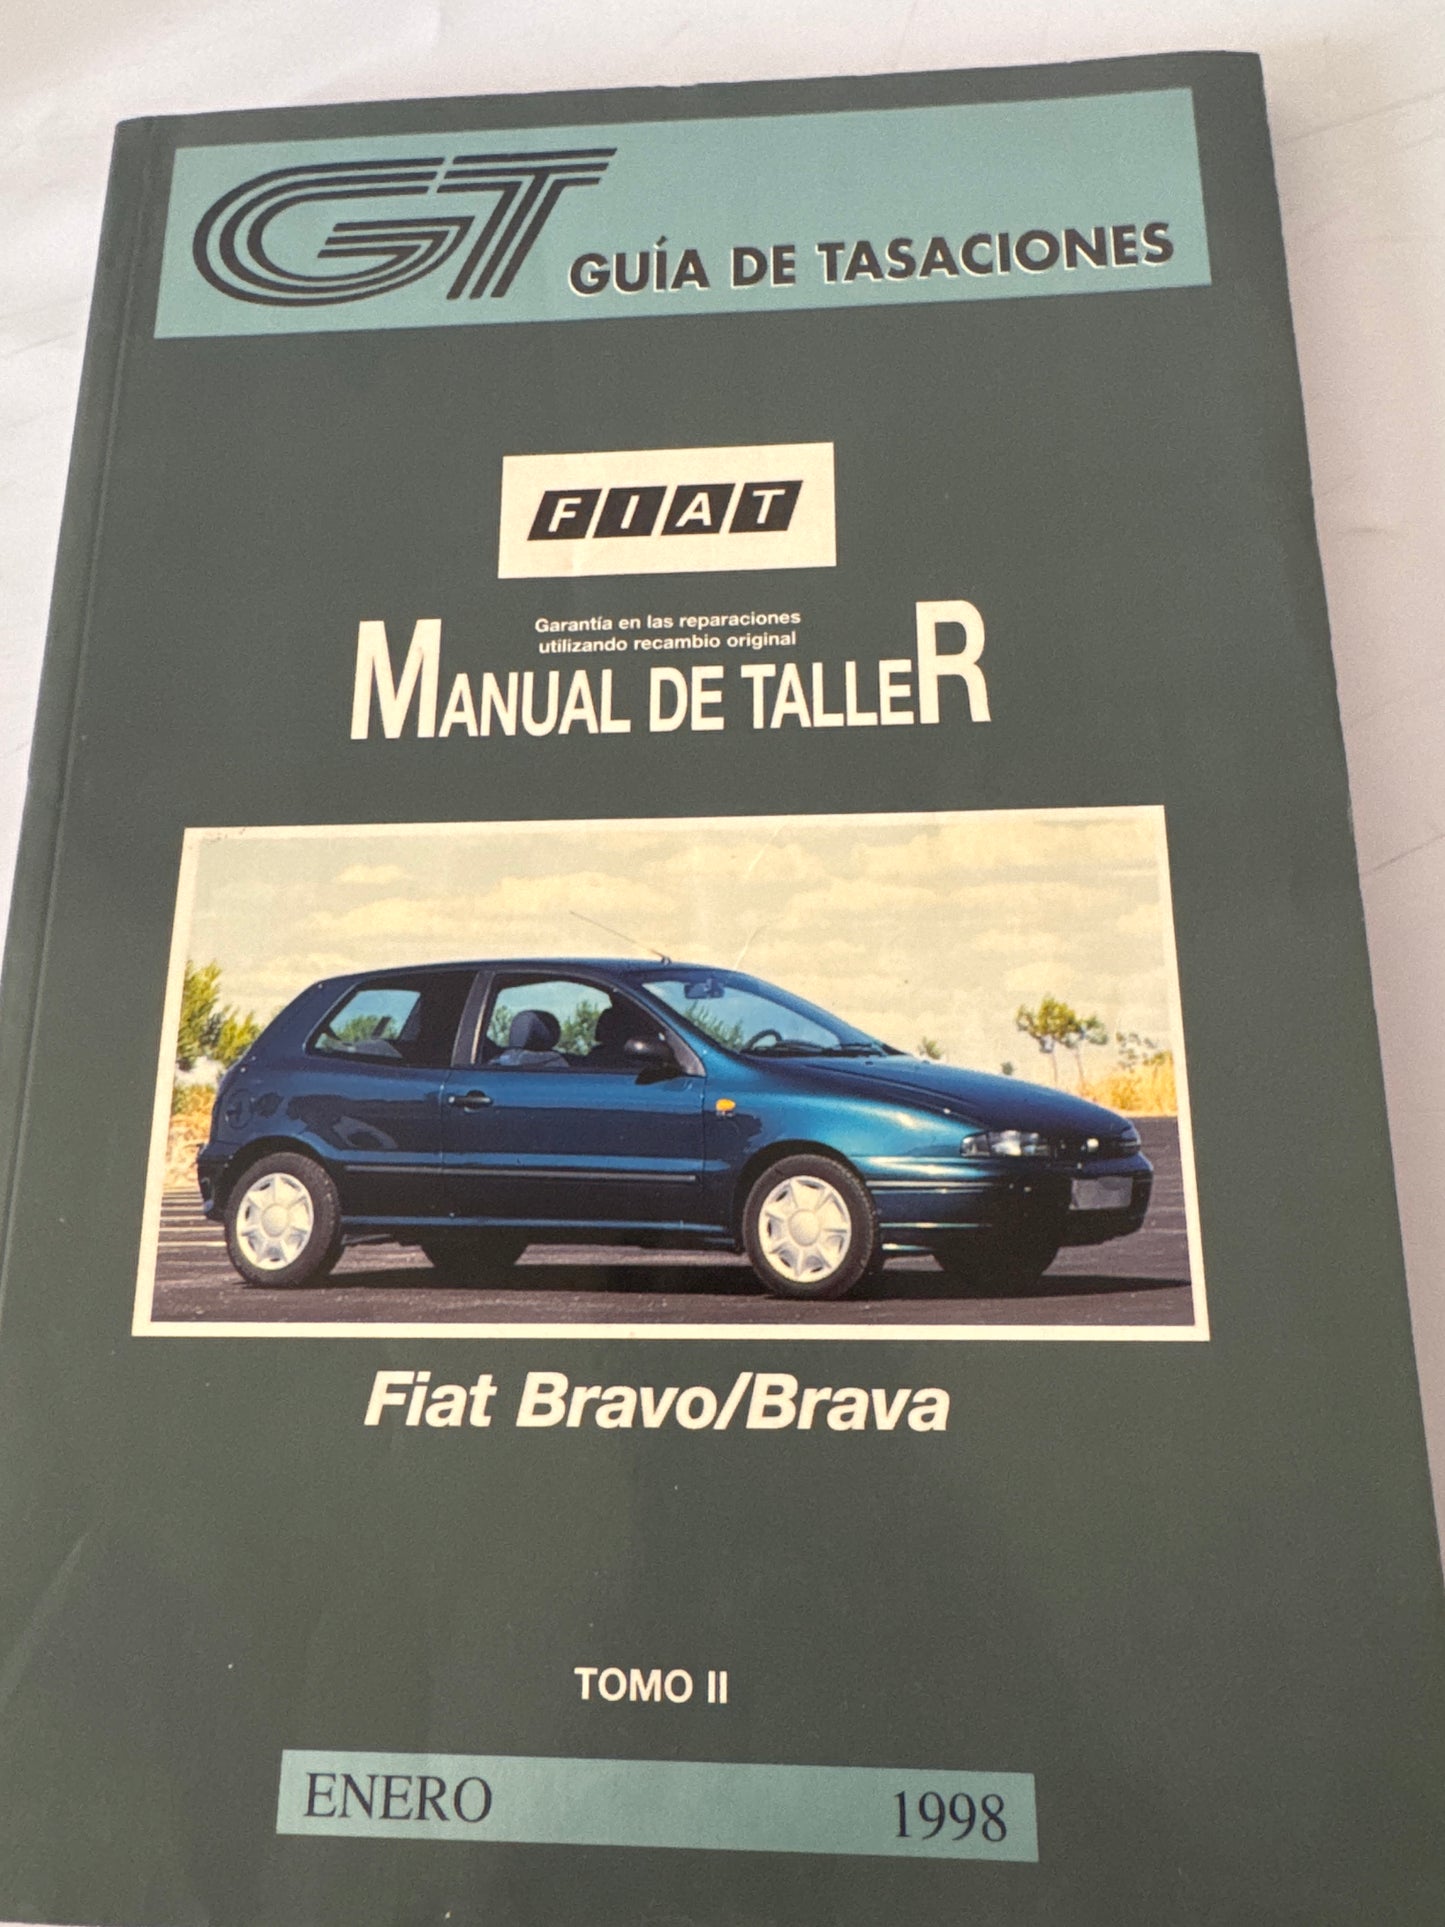 GT GUÍA DE TASACIONES
FIAT
Garantía en las reparaciones
utilizando recambio original
MANUAL DE TALLER
Fiat Bravo/Brava
TOMO II
ENERO 1998